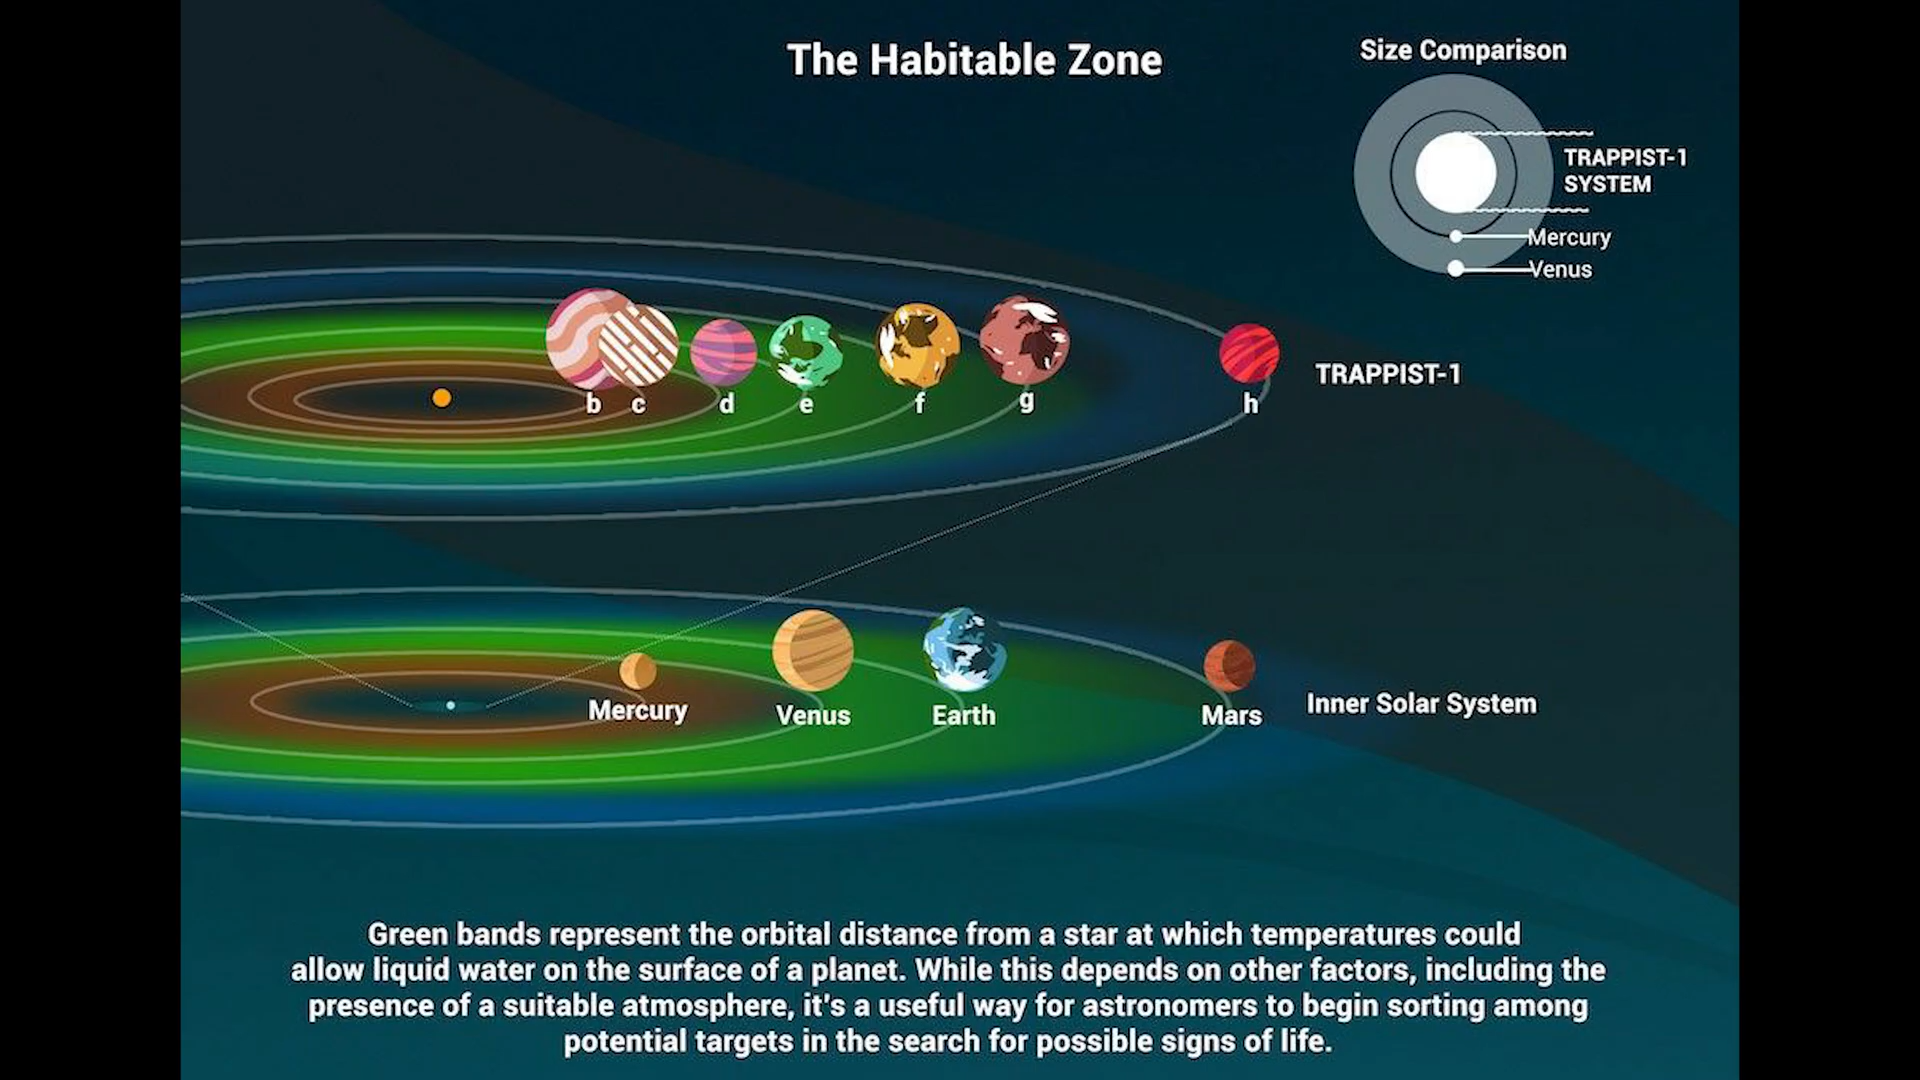 The Habitable Zone
Size Comparison
TRAPPIST-1
SYSTEM
Mercury
Venus
b
c
d
e
f
g
h
TRAPPIST-1
Mercury
Venus
Earth
Mars
Inner Solar System
Green bands represent the orbital distance from a star at which temperatures could
allow liquid water on the surface of a planet. While this depends on other factors, including the
presence of a suitable atmosphere, it's a useful way for astronomers to begin sorting among
potential targets in the search for possible signs of life.